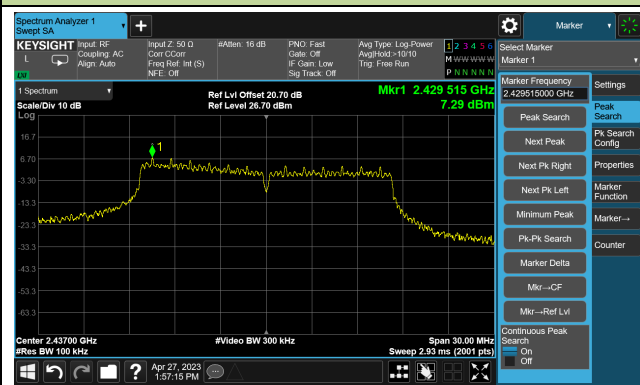 Spectrum Analyzer 1
Swept SA
+
Marker
KEYSIGHT
L
LXI
Input: RF
Coupling: AC
Align: Auto
Input Z: 50 Ω
Corr CCorr
Freq Ref: Int (S)
NFE: Off
#Atten: 16 dB
PNO: Fast
Gate: Off
IF Gain: Low
Sig Track: Off
Avg Type: Log-Power
Avg|Hold:>10/10
Trig: Free Run
1 2 3 4 5 6
M W W W W W
P N N N N N
Select Marker
Marker 1
1 Spectrum
Scale/Div 10 dB
Log
Ref Lvl Offset 20.70 dB
Ref Level 26.70 dBm
Mkr1 2.429 515 GHz
7.29 dBm
16.7
6.70
-3.30
-13.3
-23.3
-33.3
-43.3
-53.3
-63.3
1
Center 2.43700 GHz
#Res BW 100 kHz
#Video BW 300 kHz
Span 30.00 MHz
Sweep 2.93 ms (2001 pts)
Marker Frequency
2.429515000 GHz
Peak Search
Next Peak
Next Pk Right
Next Pk Left
Minimum Peak
Pk-Pk Search
Marker Delta
Mkr→CF
Mkr→Ref Lvl
Continuous Peak
Search
On
Off
Settings
Peak
Search
Pk Search
Config
Properties
Marker
Function
Marker→
Counter
?
Apr 27, 2023
1:57:15 PM